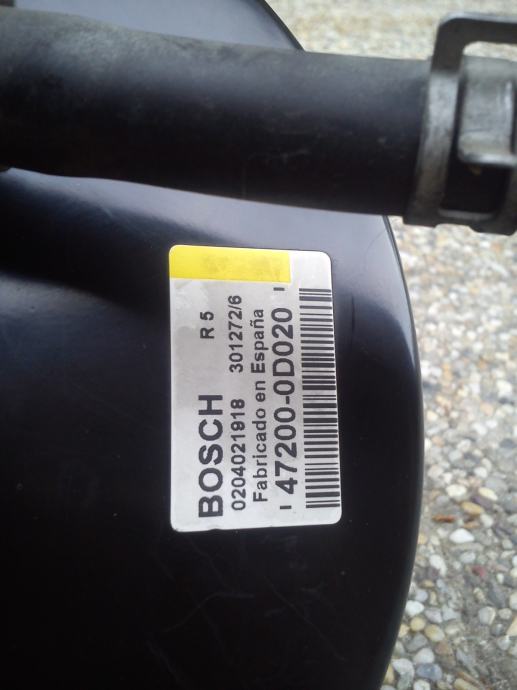 BOSCH R 5
0204021918 301272/6
Fabricado en España
47200-0D020